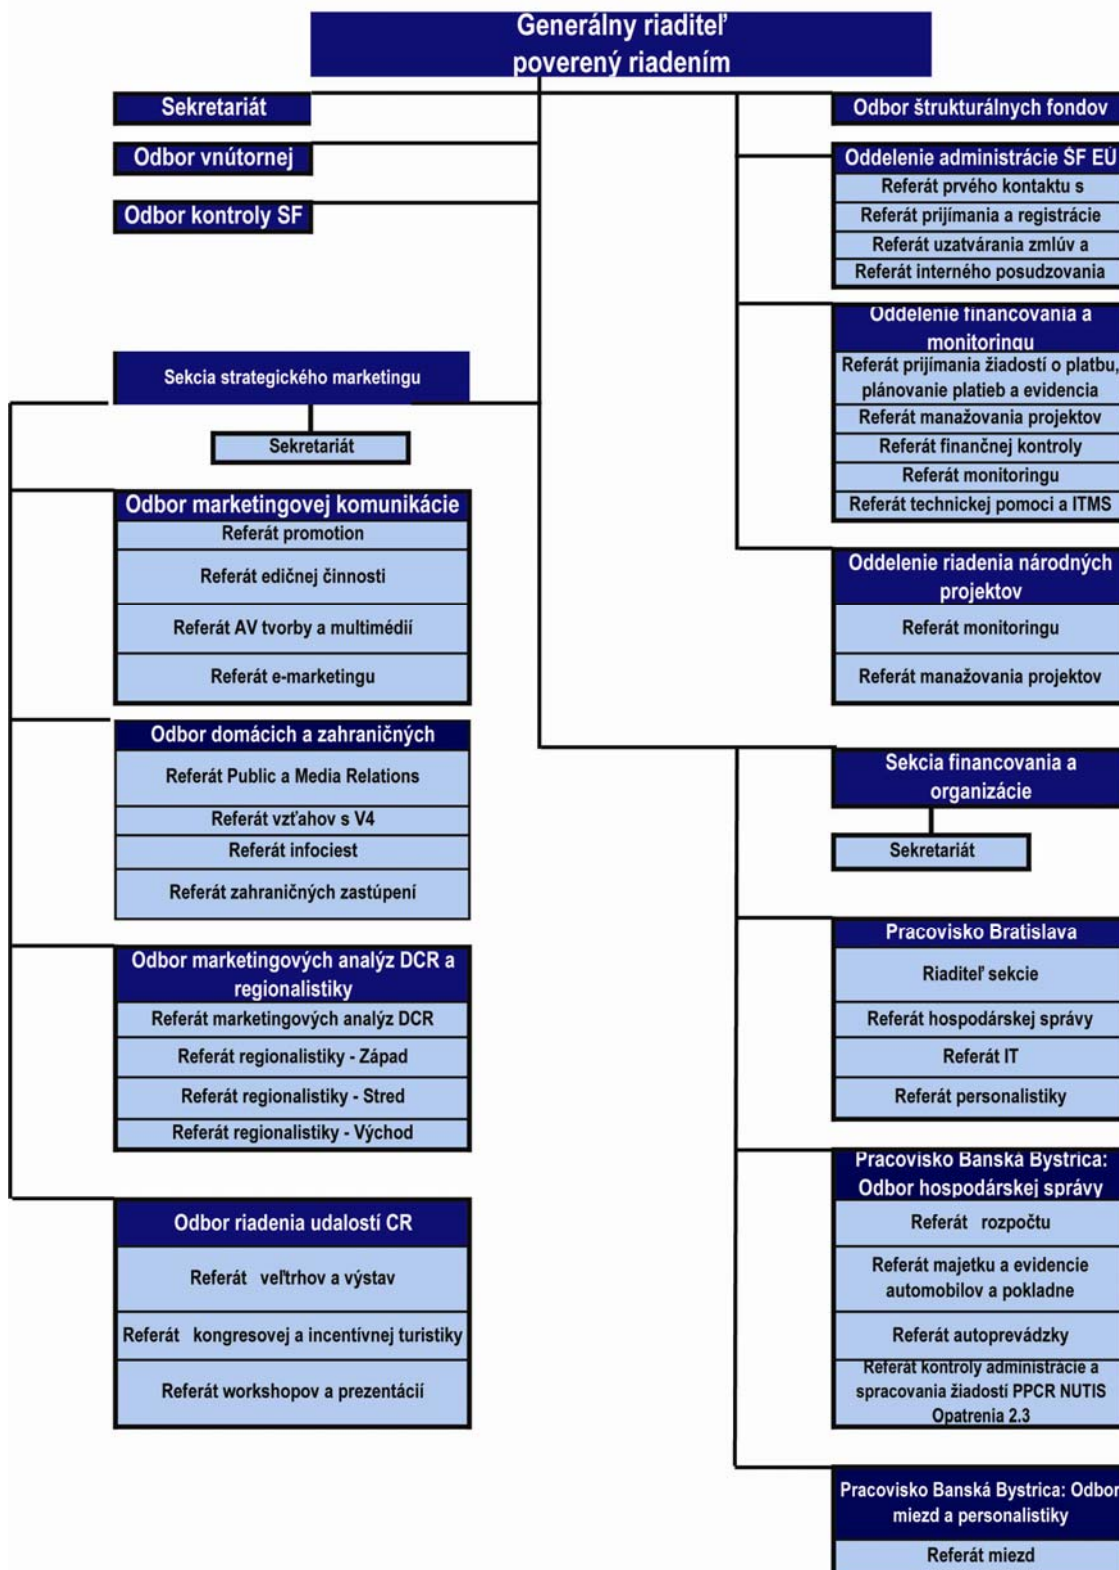 Generálny riaditeľ
poverený riadením
Sekretariát
Odbor vnútornej
Odbor kontroly SF
Sekcia strategického marketingu
Sekretariát
Odbor marketingovej komunikácie
Referát promotion
Referát edičnej činnosti
Referát AV tvorby a multimédií
Referát e-marketingu
Odbor domácich a zahraničných
Referát Public a Media Relations
Referát vzťahov s V4
Referát infociest
Referát zahraničných zastúpení
Odbor marketingových analýz DCR a
regionalistiky
Referát marketingových analýz DCR
Referát regionalistiky - Západ
Referát regionalistiky - Stred
Referát regionalistiky - Východ
Odbor riadenia udalostí CR
Referát veľtrhov a výstav
Referát kongresovej a incentívnej turistiky
Referát workshopov a prezentácií
Odbor štrukturálnych fondov
Oddelenie administrácie ŠF EÚ
Referát prvého kontaktu s
Referát prijímania a registrácie
Referát uzatvárania zmlúv a
Referát interného posudzovania
Oddelenie financovania a
monitoringu
Referát prijímania žiadostí o platbu,
plánovanie platieb a evidencia
Referát manažovania projektov
Referát finančnej kontroly
Referát monitoringu
Referát technickej pomoci a ITMS
Oddelenie riadenia národných
projektov
Referát monitoringu
Referát manažovania projektov
Sekcia financovania a
organizácie
Sekretariát
Pracovisko Bratislava
Riaditeľ sekcie
Referát hospodárskej správy
Referát IT
Referát personalistiky
Pracovisko Banská Bystrica:
Odbor hospodárskej správy
Referát rozpočtu
Referát majetku a evidencie
automobilov a pokladne
Referát autoprevádzky
Referát kontroly administrácie a
spracovania žiadostí PPCR NUTIS
Opatrenia 2.3
Pracovisko Banská Bystrica: Odbor
miezd a personalistiky
Referát miezd